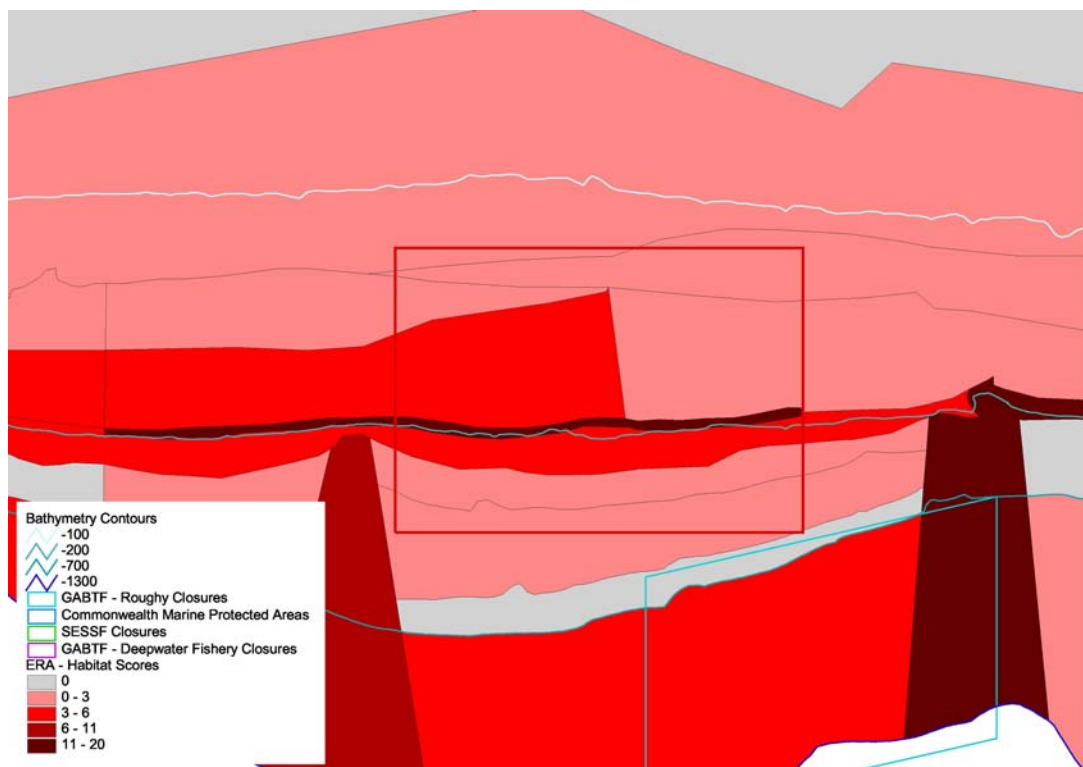 Bathymetry Contours
-100
-200
-700
-1300
GABTF - Roughy Closures
Commonwealth Marine Protected Areas
SESSF Closures
GABTF - Deepwater Fishery Closures
ERA - Habitat Scores
0
0 - 3
3 - 6
6 - 11
11 - 20